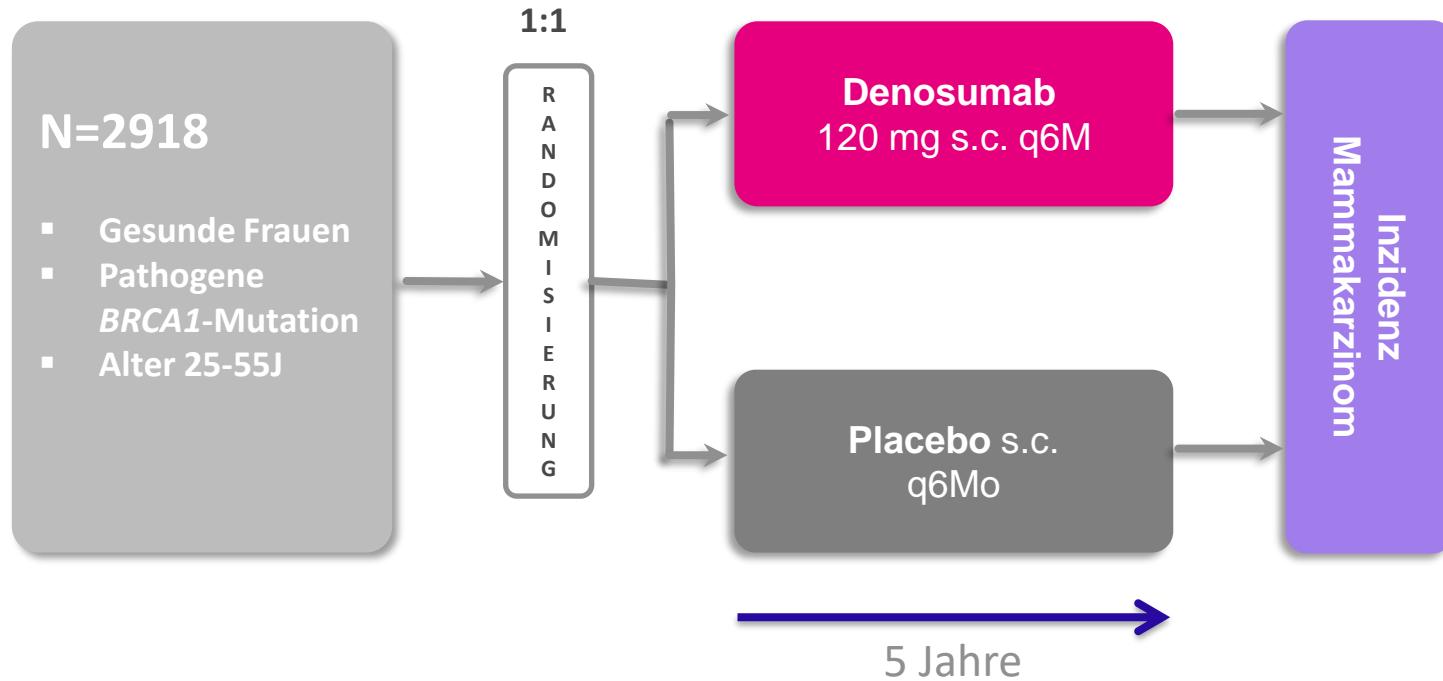 N=2918
▪ Gesunde Frauen
▪ Pathogene
BRCA1-Mutation
▪ Alter 25-55J
1:1
RANDOMISIERUNG
Denosumab
120 mg s.c. q6M
Placebo s.c.
q6Mo
5 Jahre
Inzidenz
Mammakarzinom